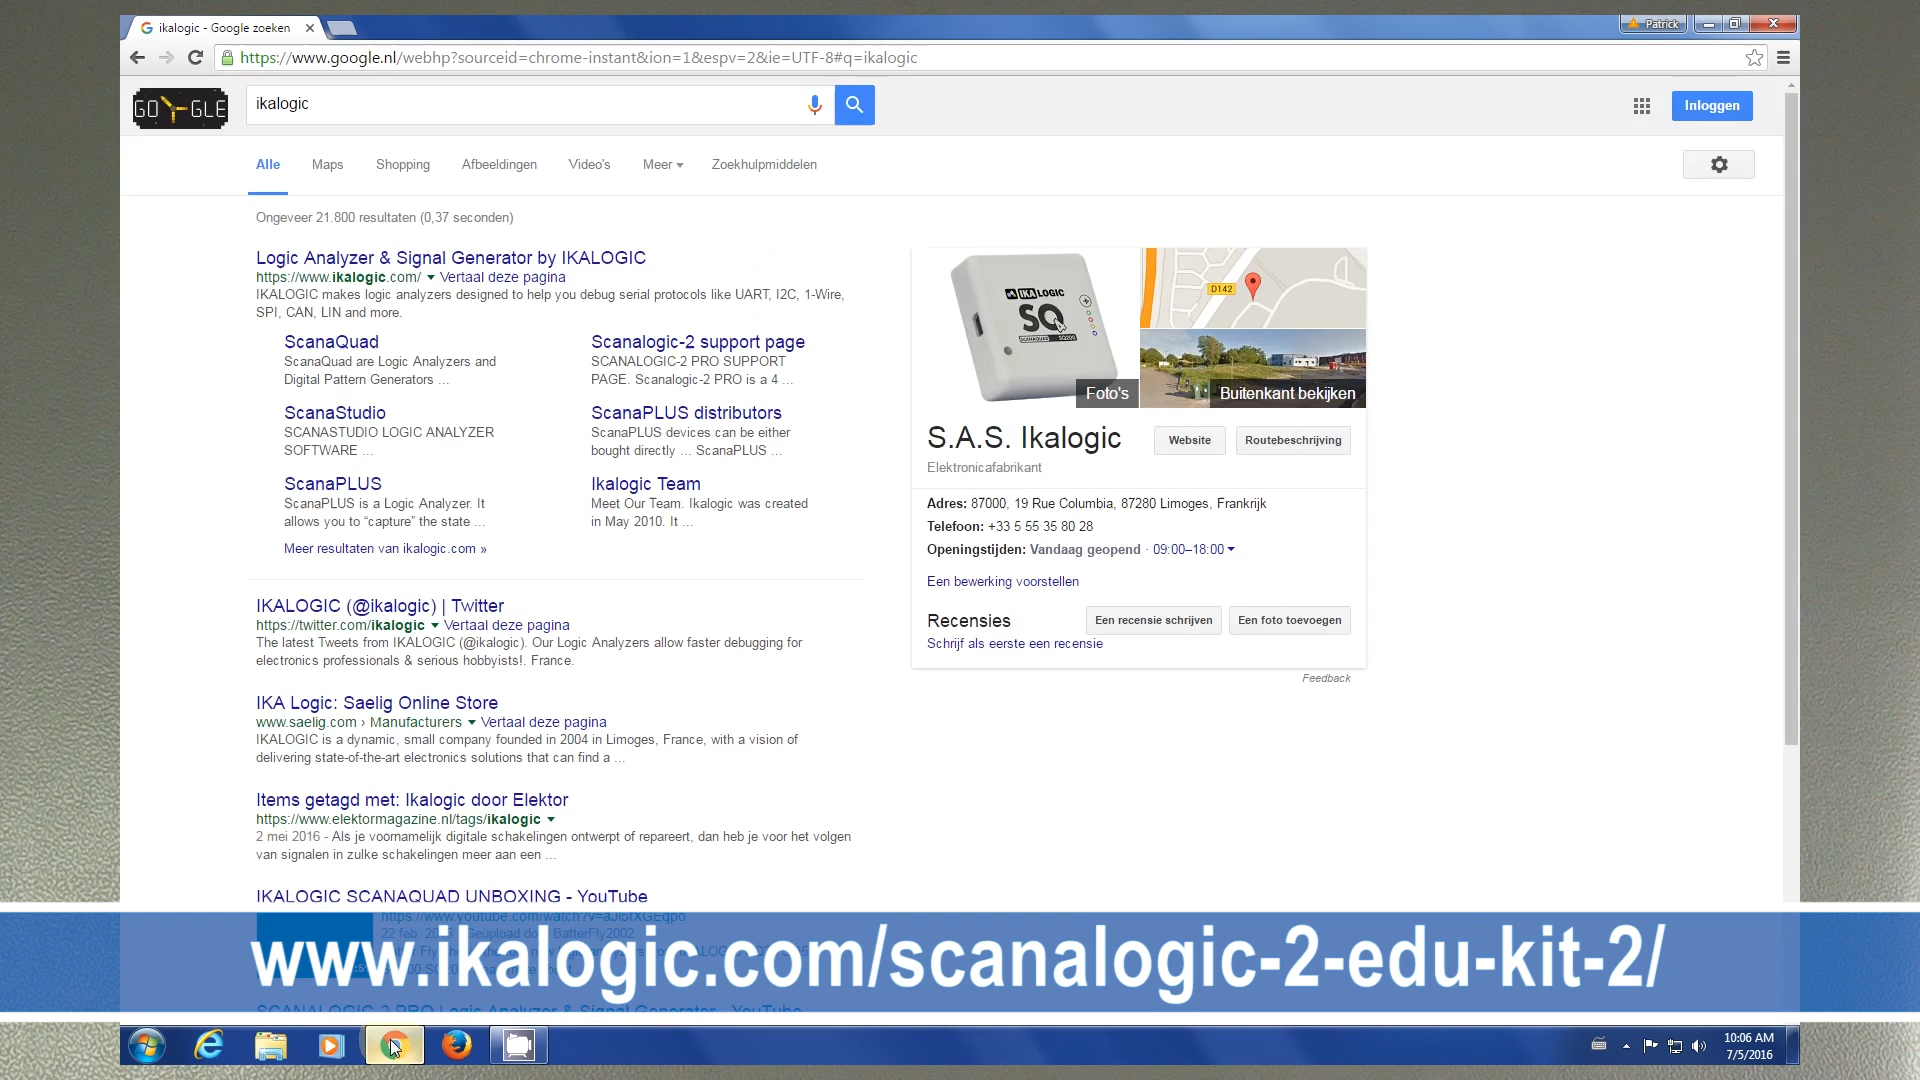 ikalogic - Google zoeken
Patrick
https://www.google.nl/webhp?sourceid=chrome-instant&ion=1&espv=2&ie=UTF-8#q=ikalogic
GO GLE
ikalogic
Inloggen
Alle Maps Shopping Afbeeldingen Video's Meer Zoekhulpmiddelen
Ongeveer 21.800 resultaten (0,37 seconden)
Logic Analyzer & Signal Generator by IKALOGIC
https://www.ikalogic.com/ Vertaal deze pagina
IKALOGIC makes logic analyzers designed to help you debug serial protocols like UART, I2C, 1-Wire,
SPI, CAN, LIN and more.
ScanaQuad
ScanaQuad are Logic Analyzers and
Digital Pattern Generators ...
Scanalogic-2 support page
SCANALOGIC-2 PRO SUPPORT
PAGE. Scanalogic-2 PRO is a 4 ...
ScanaStudio
SCANASTUDIO LOGIC ANALYZER
SOFTWARE ...
ScanaPLUS distributors
ScanaPLUS devices can be either
bought directly ... ScanaPLUS ...
ScanaPLUS
ScanaPLUS is a Logic Analyzer. It
allows you to “capture” the state ...
Ikalogic Team
Meet Our Team. Ikalogic was created
in May 2010. It ...
Meer resultaten van ikalogic.com »
IKALOGIC (@ikalogic) | Twitter
https://twitter.com/ikalogic Vertaal deze pagina
The latest Tweets from IKALOGIC (@ikalogic). Our Logic Analyzers allow faster debugging for
electronics professionals & serious hobbyists!. France.
IKA Logic: Saelig Online Store
www.saelig.com › Manufacturers Vertaal deze pagina
IKALOGIC is a dynamic, small company founded in 2004 in Limoges, France, with a vision of
delivering state-of-the-art electronics solutions that can find a ...
Items getagd met: Ikalogic door Elektor
https://www.elektormagazine.nl/tags/ikalogic
2 mei 2016 - Als je voornamelijk digitale schakelingen ontwerpt of repareert, dan heb je voor het volgen
van signalen in zulke schakelingen meer aan een ...
IKALOGIC SCANAQUAD UNBOXING - YouTube
IKALOGIC
SQ
SCANAQUAD SQ200
D142
Foto's
Buitenkant bekijken
S.A.S. Ikalogic
Website
Routebeschrijving
Elektronicafabrikant
Adres: 87000, 19 Rue Columbia, 87280 Limoges, Frankrijk
Telefoon: +33 5 55 35 80 28
Openingstijden: Vandaag geopend · 09:00–18:00
Een bewerking voorstellen
Recensies
Een recensie schrijven
Een foto toevoegen
Schrijf als eerste een recensie
Feedback
www.ikalogic.com/scanalogic-2-edu-kit-2/
SCANALOGIC 2 PRO Logic Analyzer & Signal Generator - YouTube
10:06 AM
7/5/2016